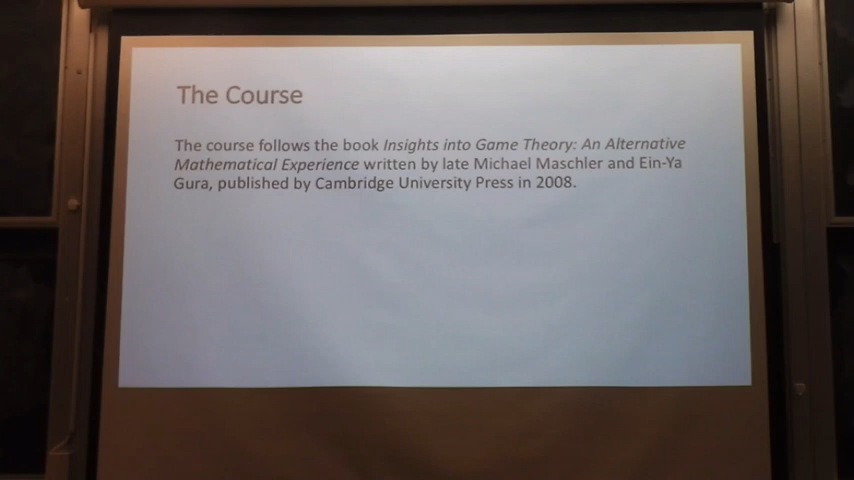 The Course
The course follows the book Insights into Game Theory: An Alternative
Mathematical Experience written by late Michael Maschler and Ein-Ya
Gura, published by Cambridge University Press in 2008.